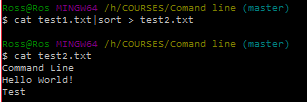 Ross@Ros MINGW64 /h/COURSES/Comand line (master)
$ cat test1.txt|sort > test2.txt
Ross@Ros MINGW64 /h/COURSES/Comand line (master)
$ cat test2.txt
Command Line
Hello World!
Test